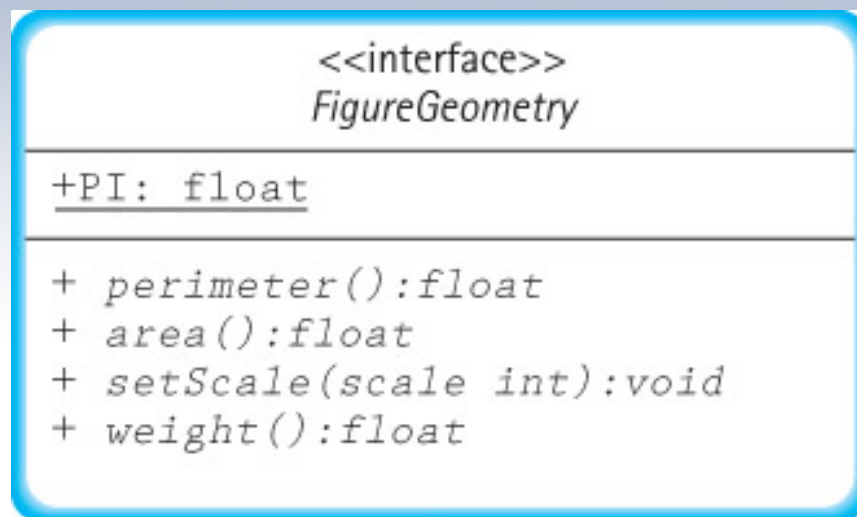 <<interface>>
FigureGeometry
+PI: float
+ perimeter():float
+ area():float
+ setScale(scale int):void
+ weight():float